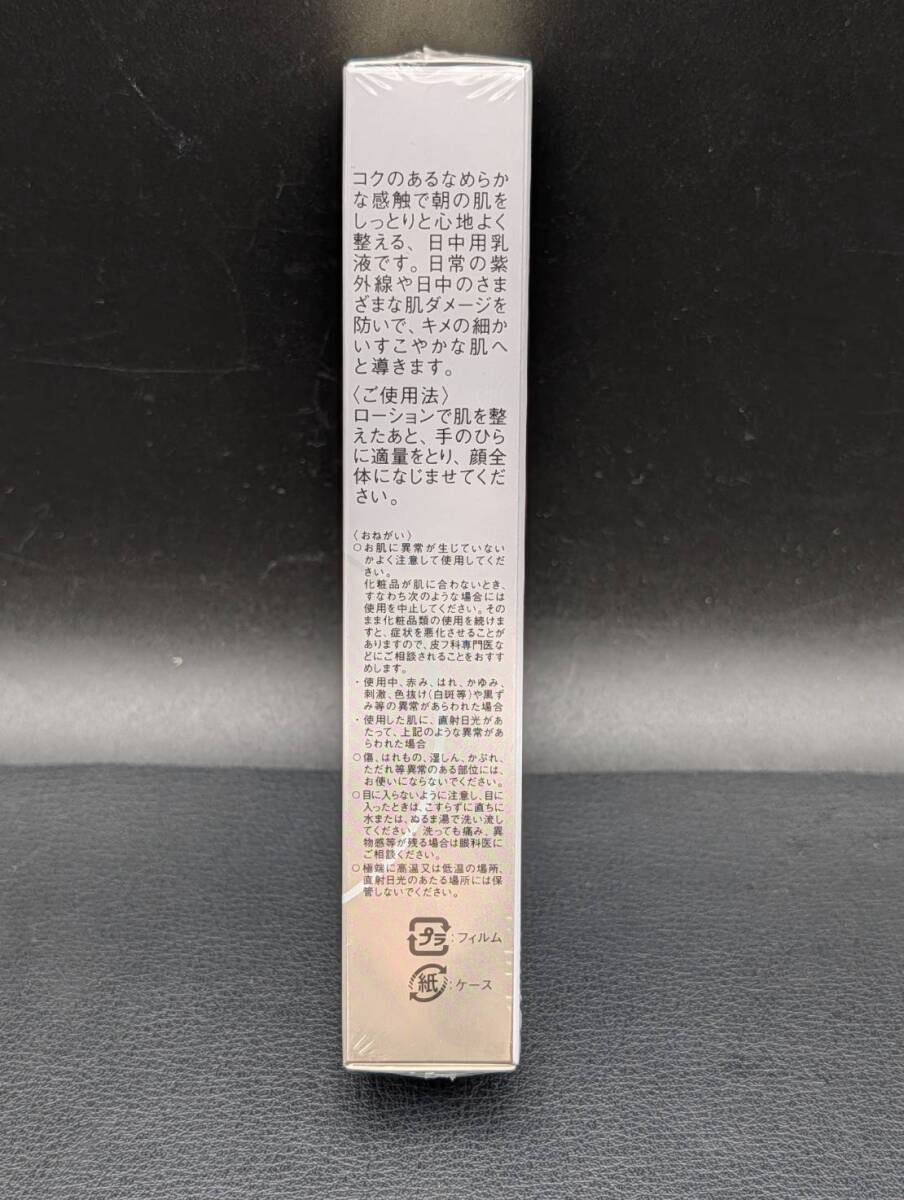 コクのあるなめらか
な感触で朝の肌を
しっとりと心地よく
整える、日中用乳
液です。日常の紫
外線や日中のさま
ざまな肌ダメージを
防いで、キメの細か
いすこやかな肌へ
と導きます。
〈ご使用法〉
ローションで肌を整
えたあと、手のひら
に適量をとり、顔全
体になじませてくだ
さい。
〈おねがい〉
○お肌に異常が生じていない
かよく注意して使用してくだ
さい。
化粧品が肌に合わないとき、
すなわち次のような場合には
使用を中止してください。その
まま化粧品類の使用を続けま
すと、症状を悪化させることが
ありますので、皮フ科専門医な
どにご相談されることをおすす
めします。
・使用中、赤み、はれ、かゆみ、
刺激、色抜け(白斑等)や黒ず
み等の異常があらわれた場合
・使用した肌に、直射日光があ
たって、上記のような異常があ
らわれた場合
○傷、はれもの、湿しん、かぶれ、
ただれ等異常のある部位には、
お使いにならないでください。
○目に入らないように注意し、目に
入ったときは、こすらずに直ちに
水または、ぬるま湯で洗い流し
てください。洗っても痛み、異
物感等が残る場合は眼科医に
ご相談ください。
○極端に高温又は低温の場所、
直射日光のあたる場所には保
管しないでください。
プラ:フィルム
紙:ケース